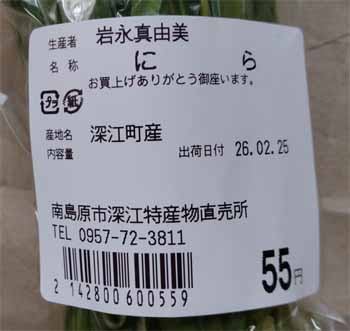 生産者 岩永真由美
名称 にら
お買上げありがとう御座います。
プラ 紙
産地名 深江町産
内容量 出荷日付 26.02.25
南島原市深江特産物直売所
TEL 0957-72-3811
55円
2 142800 600559